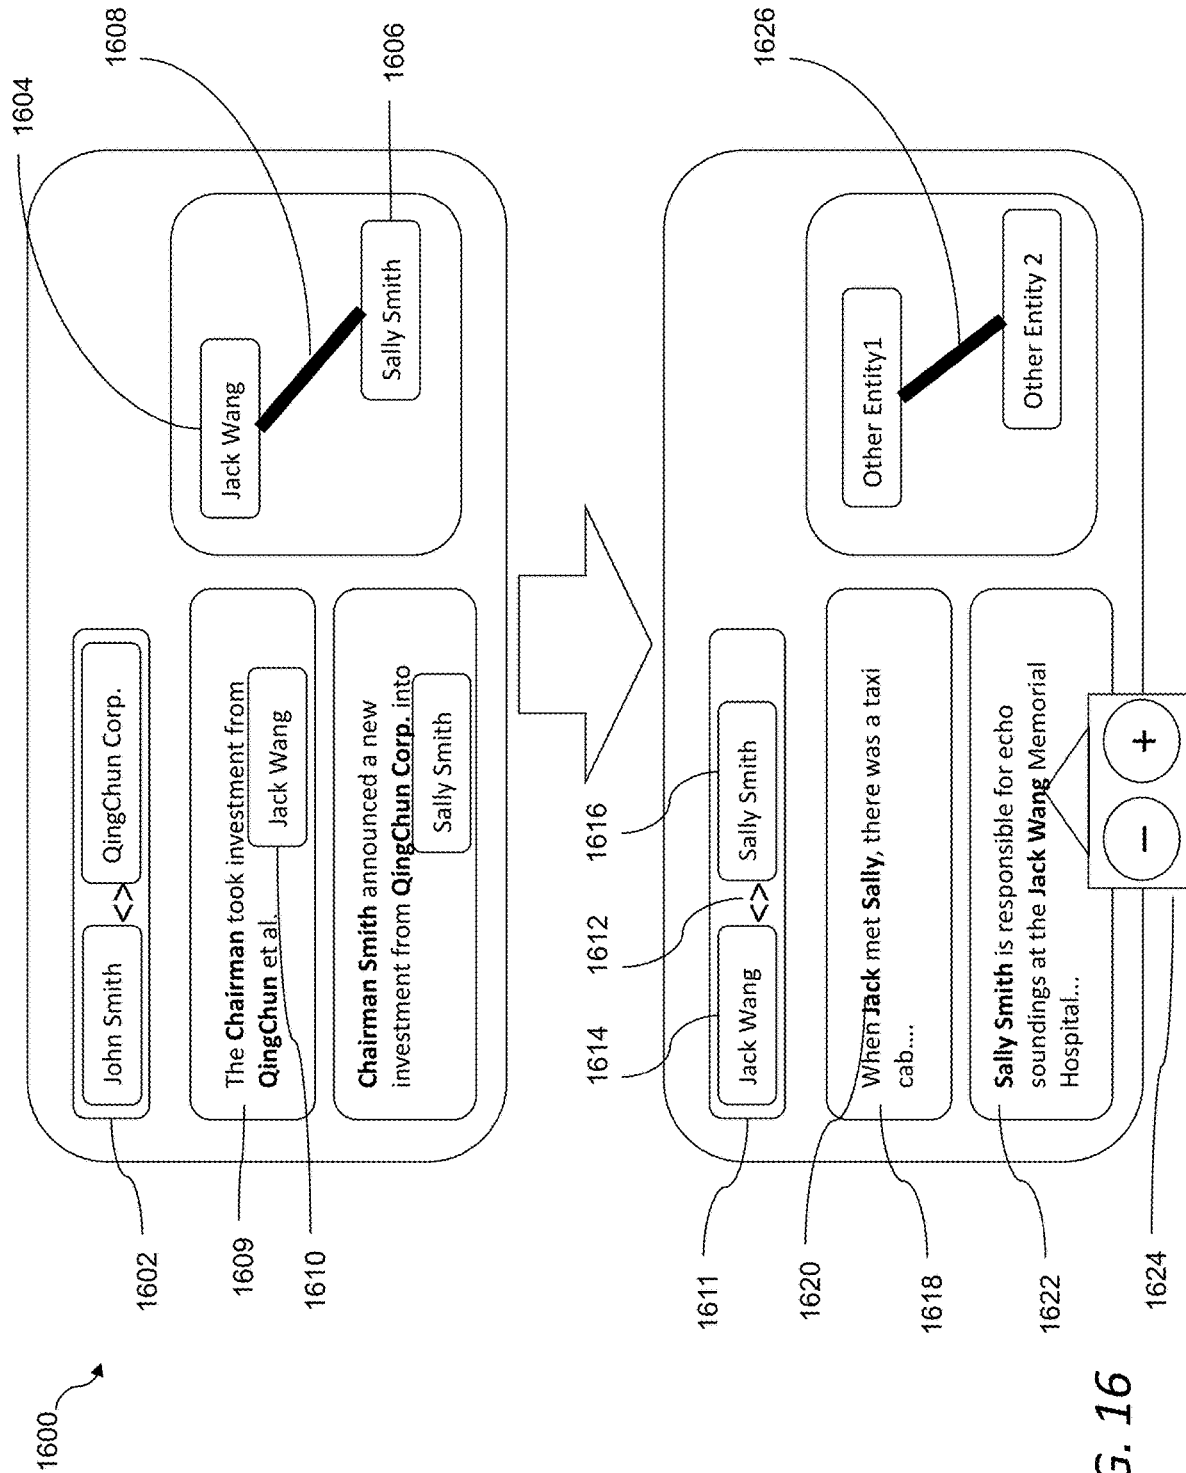 1600
1602
John Smith
<>
QingChun Corp.
1609
The Chairman took investment from
QingChun et al.
1610
Jack Wang
Chairman Smith announced a new
investment from QingChun Corp. into
Sally Smith
1604
Jack Wang
1608
Sally Smith
1606
1611
1614
Jack Wang
1612
<>
1616
Sally Smith
1620
1618
When Jack met Sally, there was a taxi
cab....
1622
Sally Smith is responsible for echo
soundings at the Jack Wang Memorial
Hospital...
1624
−
+
Other Entity1
Other Entity 2
1626
G. 16